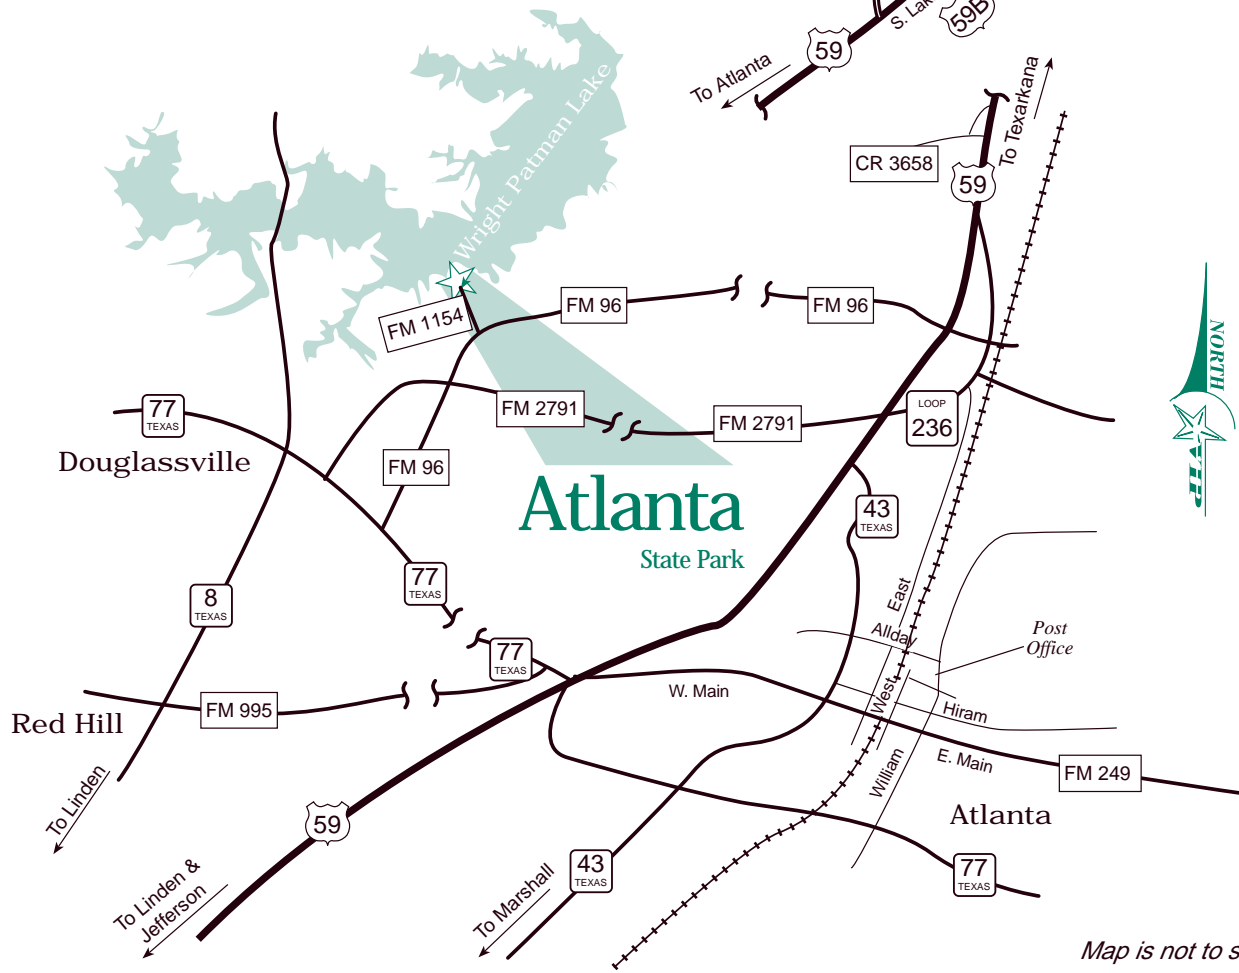 S. Lak
59B
59
To Atlanta
To Texarkana
CR 3658
59
Wright Patman Lake
FM 1154
FM 96
FM 96
NORTH
VIP
77
TEXAS
Douglassville
FM 2791
FM 2791
LOOP
236
FM 96
Atlanta
State Park
43
TEXAS
77
TEXAS
8
TEXAS
East
Allday
Post
Office
77
TEXAS
W. Main
West
Hiram
Red Hill
FM 995
E. Main
William
FM 249
To Linden
59
Atlanta
43
TEXAS
77
TEXAS
To Linden &
Jefferson
To Marshall
Map is not to s